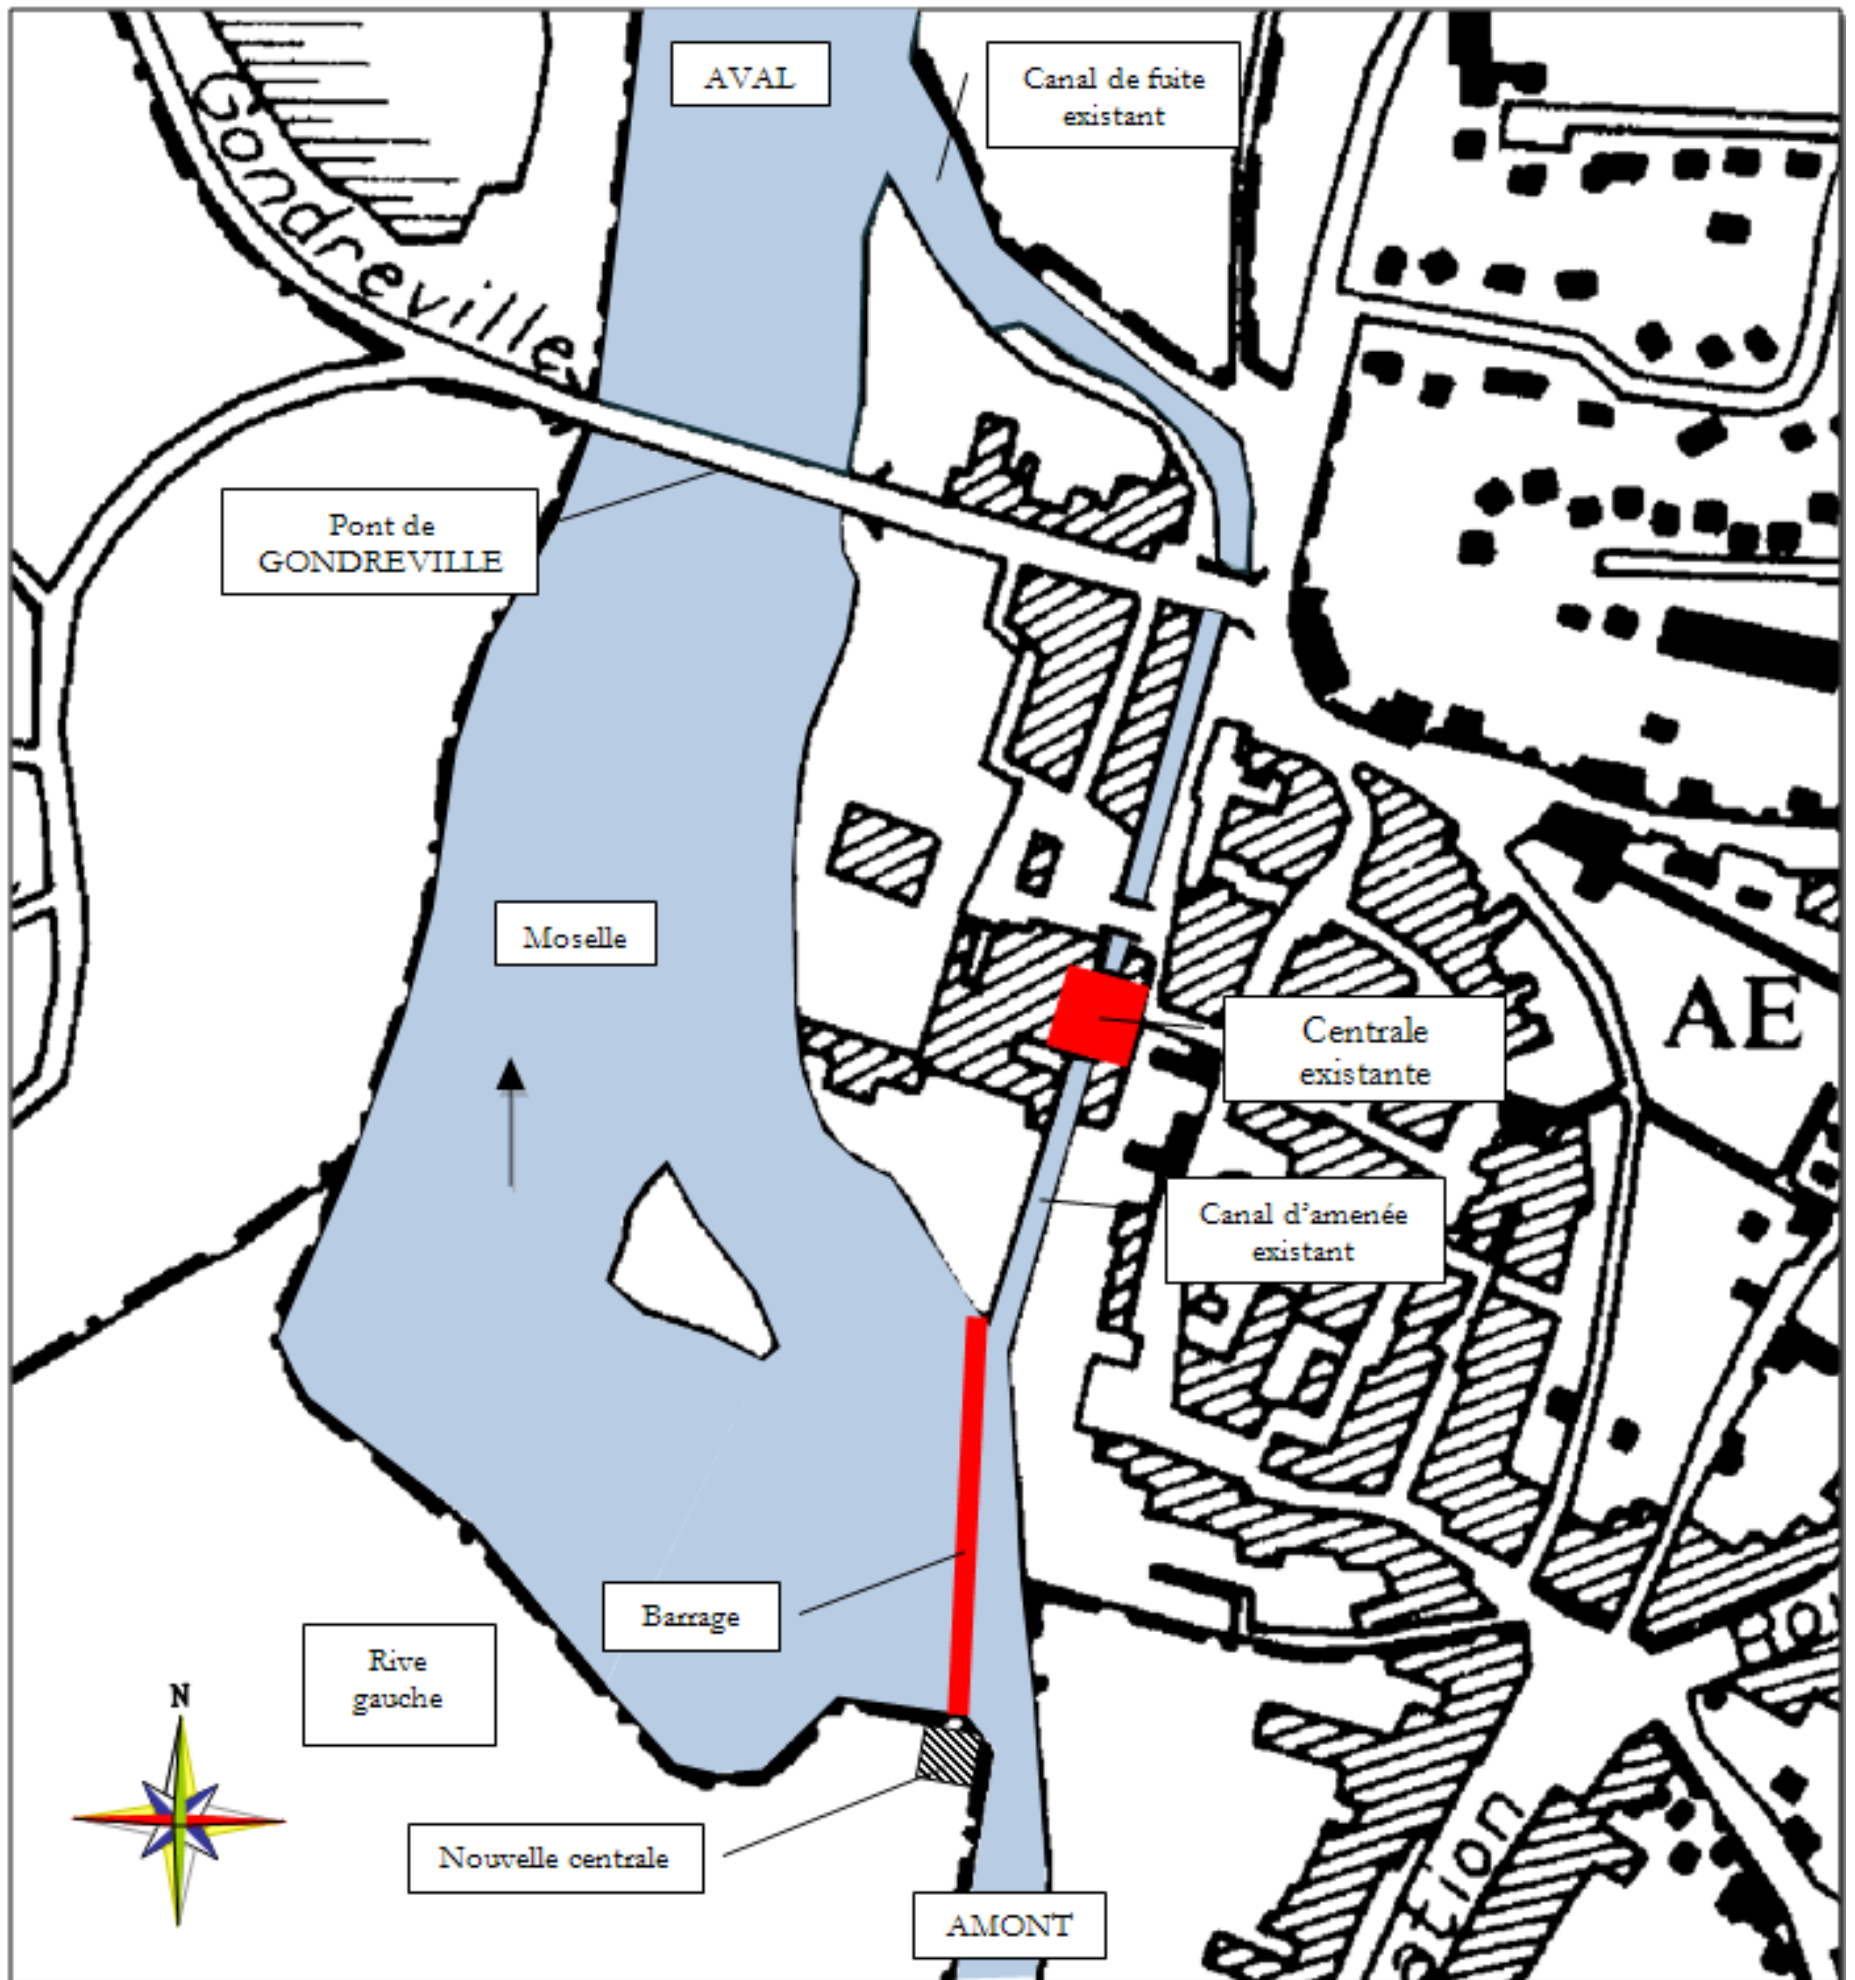 AVAL
Canal de fuite
existant
Gondreville
Pont de
GONDREVILLE
Moselle
AE
Centrale
existante
Canal d'amenée
existant
Barrage
Rive
gauche
N
Nouvelle centrale
AMONT